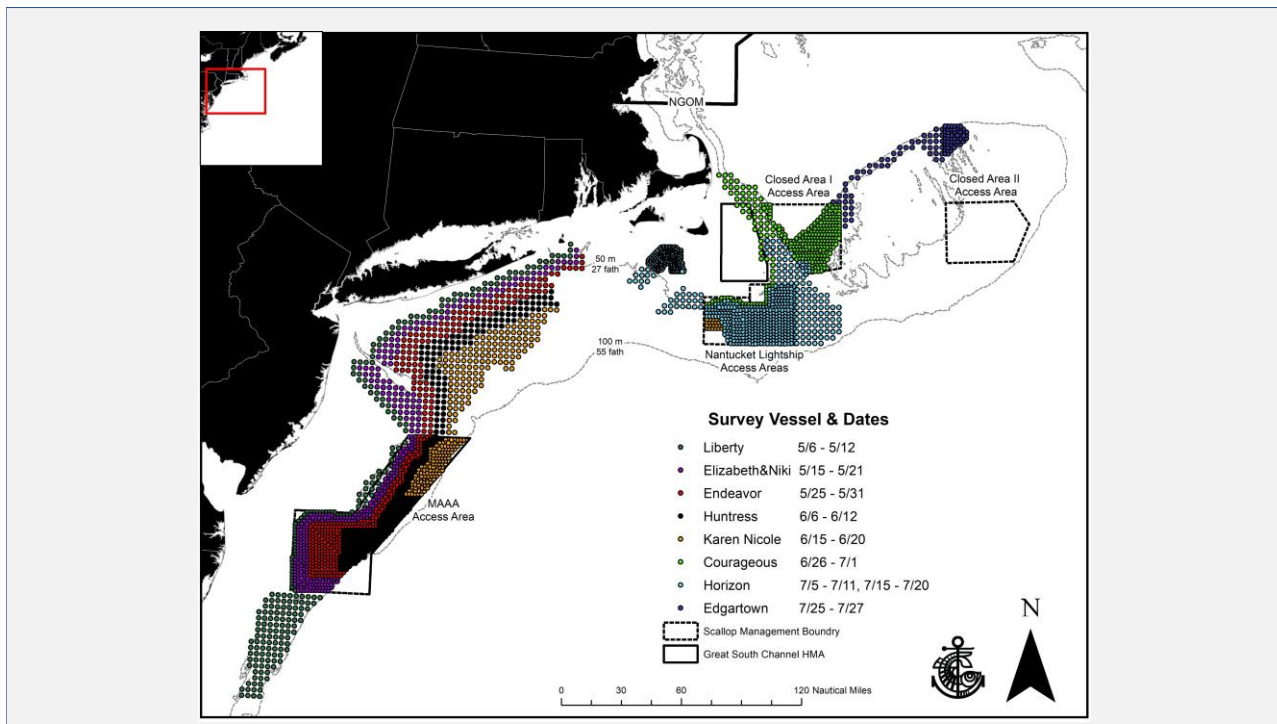 NGOM
Closed Area I
Access Area
Closed Area II
Access Area
50 m
27 fath
100 m
55 fath
Nantucket Lightship
Access Areas
MAAA
Access Area
Survey Vessel & Dates
Liberty 5/6 - 5/12
Elizabeth&Niki 5/15 - 5/21
Endeavor 5/25 - 5/31
Huntress 6/6 - 6/12
Karen Nicole 6/15 - 6/20
Courageous 6/26 - 7/1
Horizon 7/5 - 7/11, 7/15 - 7/20
Edgartown 7/25 - 7/27
Scallop Management Boundry
Great South Channel HMA
N
0 30 60 120 Nautical Miles